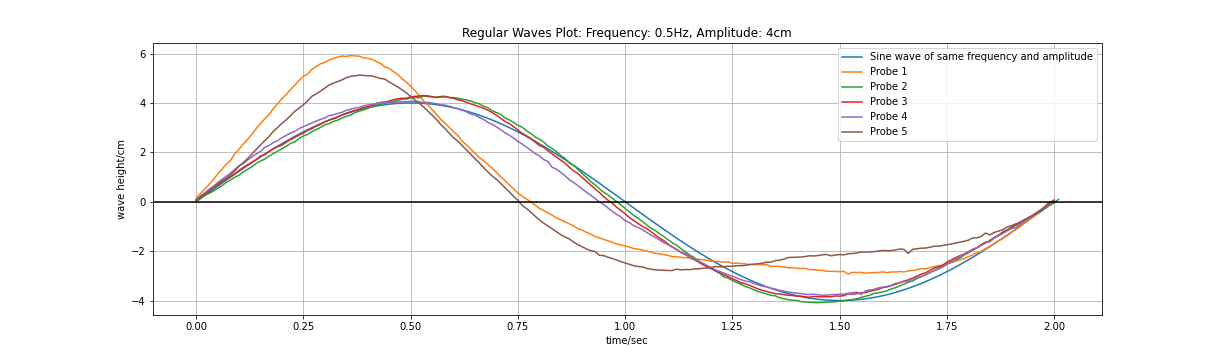 Regular Waves Plot: Frequency: 0.5Hz, Amplitude: 4cm
Sine wave of same frequency and amplitude
Probe 1
Probe 2
Probe 3
Probe 4
Probe 5
wave height/cm
6
4
2
0
−2
−4
0.00 0.25 0.50 0.75 1.00 1.25 1.50 1.75 2.00
time/sec